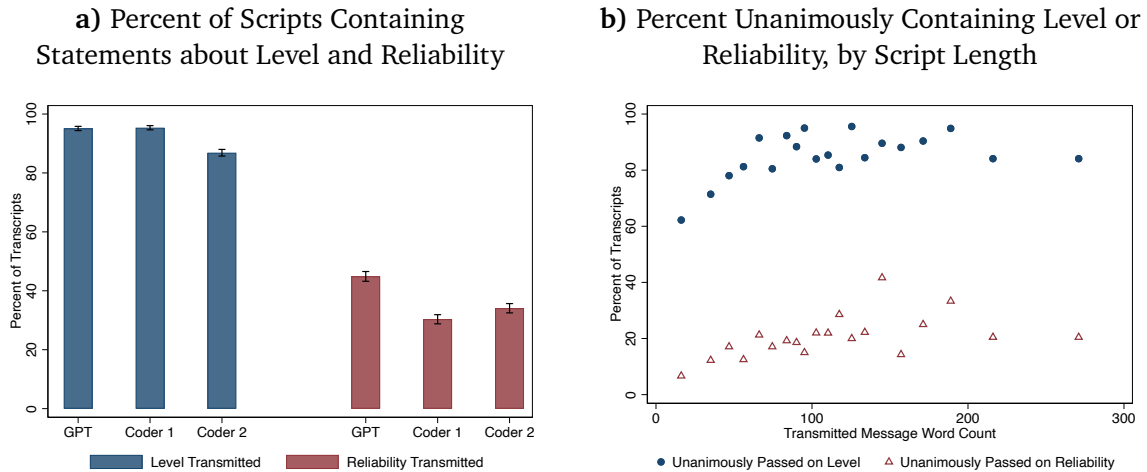 a) Percent of Scripts Containing
Statements about Level and Reliability
Percent of Transcripts
100
80
60
40
20
0
GPT Coder 1 Coder 2 GPT Coder 1 Coder 2
Level Transmitted Reliability Transmitted
b) Percent Unanimously Containing Level or
Reliability, by Script Length
Percent of Transcripts
100
80
60
40
20
0
0 100 200 300
Transmitted Message Word Count
Unanimously Passed on Level Unanimously Passed on Reliability